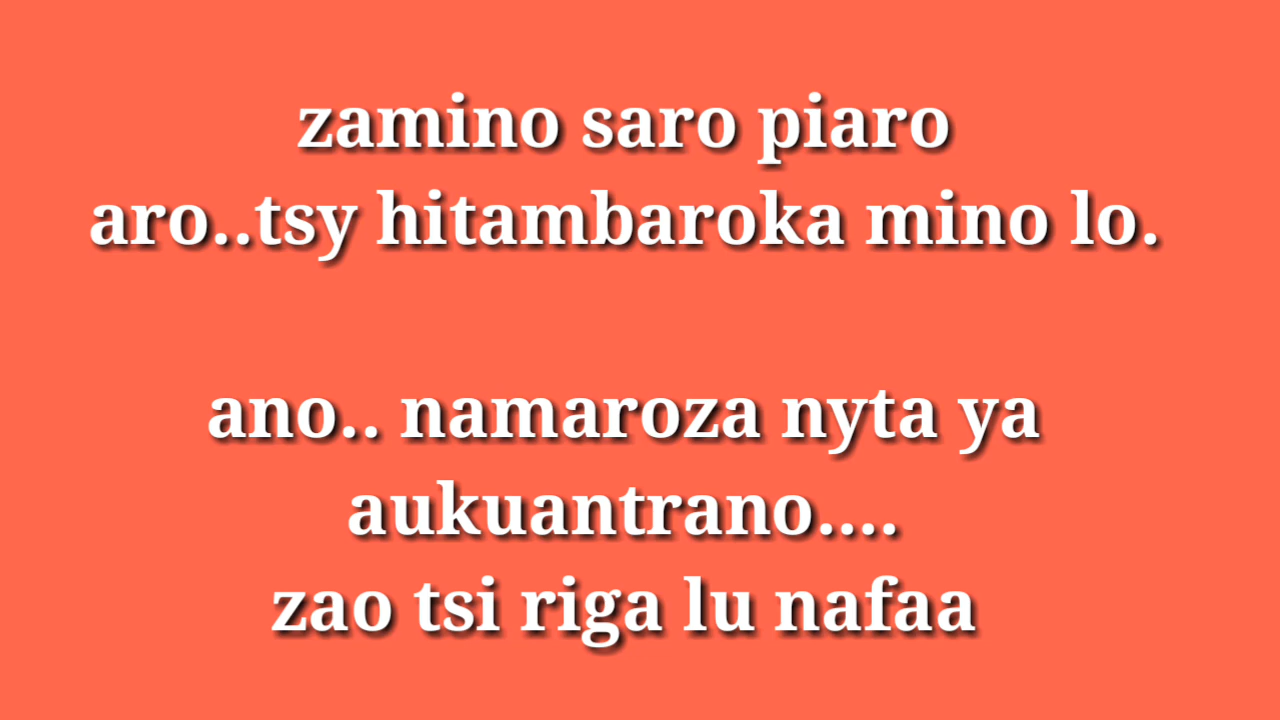 zamino saro piaro
aro..tsy hitambaroka mino lo.
ano.. namaroza nyta ya
aukuantrano....
zao tsi riga lu nafaa